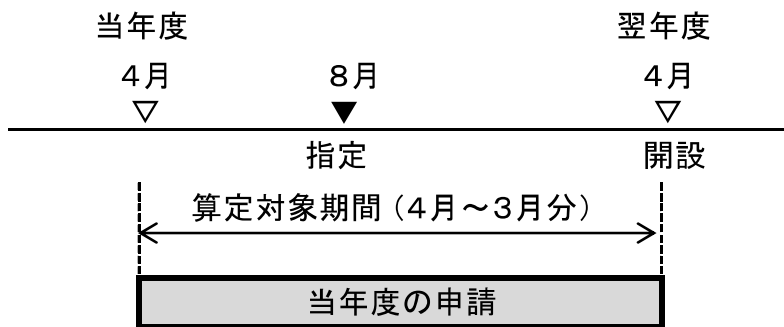 当年度
翌年度
4月
8月
4月
指定
開設
算定対象期間（4月～3月分）
当年度の申請